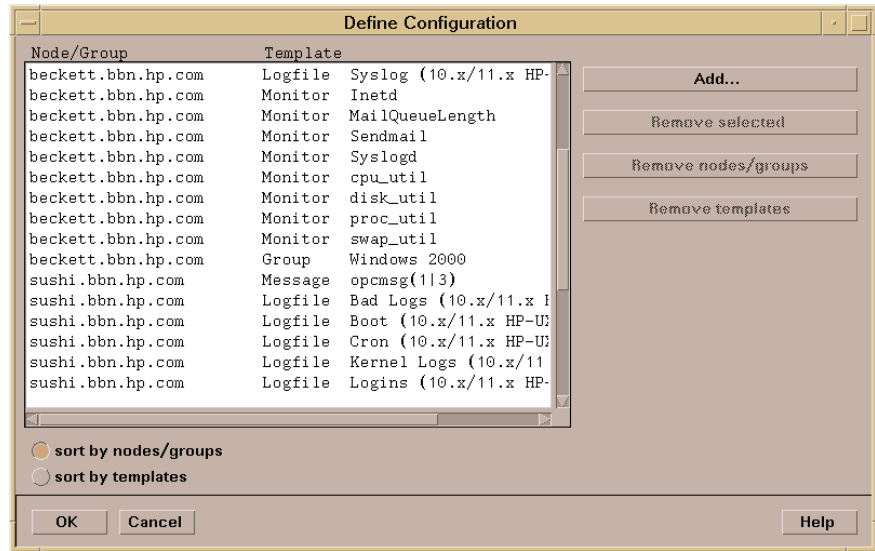 Define Configuration
Node/Group Template
beckett.bbn.hp.com Logfile Syslog (10.x/11.x HP-
beckett.bbn.hp.com Monitor Inetd
beckett.bbn.hp.com Monitor MailQueueLength
beckett.bbn.hp.com Monitor Sendmail
beckett.bbn.hp.com Monitor Syslogd
beckett.bbn.hp.com Monitor cpu_util
beckett.bbn.hp.com Monitor disk_util
beckett.bbn.hp.com Monitor proc_util
beckett.bbn.hp.com Monitor swap_util
beckett.bbn.hp.com Group Windows 2000
sushi.bbn.hp.com Message opcmsg(1|3)
sushi.bbn.hp.com Logfile Bad Logs (10.x/11.x
sushi.bbn.hp.com Logfile Boot (10.x/11.x HP-U
sushi.bbn.hp.com Logfile Cron (10.x/11.x HP-U
sushi.bbn.hp.com Logfile Kernel Logs (10.x/11
sushi.bbn.hp.com Logfile Logins (10.x/11.x HP-
Add...
Remove selected
Remove nodes/groups
Remove templates
sort by nodes/groups
sort by templates
OK Cancel Help